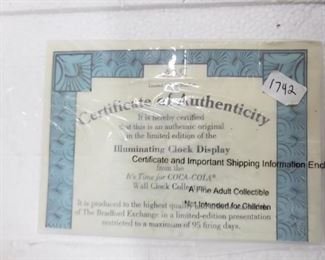 1742
Certificate of Authenticity
It is hereby certified
that this is an authentic original
in the limited edition of the
Illuminating Clock Display
Certificate and Important Shipping Information Encl
from the
It's Time for COCA-COLA®
Wall Clock
A Fine Adult Collectible
Not Intended for Children
It is produced to the highest quality
of The Bradford Exchange in a limited-edition presentation
restricted to a maximum of 95 firing days.